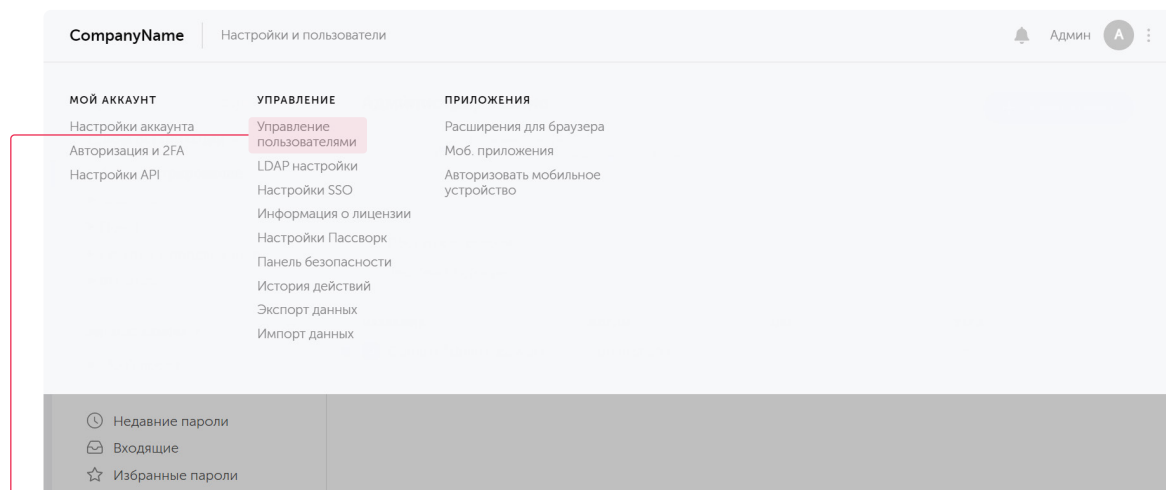 CompanyName
Настройки и пользователи
Админ
А
МОЙ АККАУНТ
Настройки аккаунта
Авторизация и 2FA
Настройки API
УПРАВЛЕНИЕ
Управление
пользователями
LDAP настройки
Настройки SSO
Информация о лицензии
Настройки Пассворк
Панель безопасности
История действий
Экспорт данных
Импорт данных
ПРИЛОЖЕНИЯ
Расширения для браузера
Моб. приложения
Авторизовать мобильное
устройство
Недавние пароли
Входящие
Избранные пароли